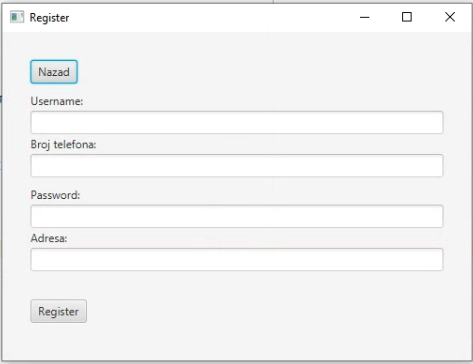 Register
Nazad
Username:
Broj telefona:
Password:
Adresa:
Register